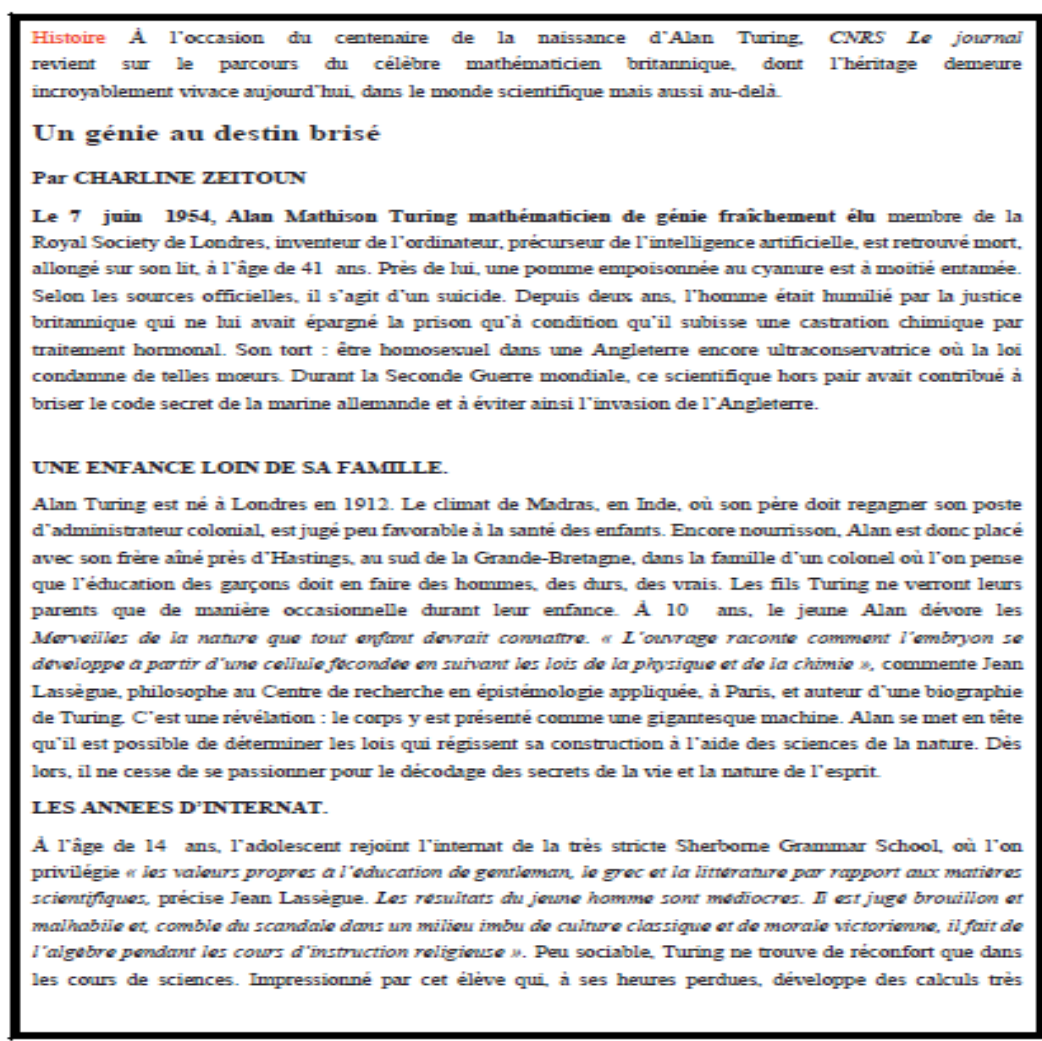 Histoire À l'occasion du centenaire de la naissance d'Alan Turing, CNRS Le journal
revient sur le parcours du célèbre mathématicien britannique, dont l'héritage demeure
incroyablement vivace aujourd'hui, dans le monde scientifique mais aussi au-delà.
Un génie au destin brisé
Par CHARLINE ZEITOUN
Le 7 juin 1954, Alan Mathison Turing mathématicien de génie fraîchement élu membre de la
Royal Society de Londres, inventeur de l'ordinateur, précurseur de l'intelligence artificielle, est retrouvé mort,
allongé sur son lit, à l'âge de 41 ans. Près de lui, une pomme empoisonnée au cyanure est à moitié entamée.
Selon les sources officielles, il s'agit d'un suicide. Depuis deux ans, l'homme était humilié par la justice
britannique qui ne lui avait épargné la prison qu'à condition qu'il subisse une castration chimique par
traitement hormonal. Son tort : être homosexuel dans une Angleterre encore ultraconservatrice où la loi
condamne de telles mœurs. Durant la Seconde Guerre mondiale, ce scientifique hors pair avait contribué à
briser le code secret de la marine allemande et à éviter ainsi l'invasion de l'Angleterre.
UNE ENFANCE LOIN DE SA FAMILLE.
Alan Turing est né à Londres en 1912. Le climat de Madras, en Inde, où son père doit regagner son poste
d'administrateur colonial, est jugé peu favorable à la santé des enfants. Encore nourrisson, Alan est donc placé
avec son frère aîné près d'Hastings, au sud de la Grande-Bretagne, dans la famille d'un colonel où l'on pense
que l'éducation des garçons doit en faire des hommes, des durs, des vrais. Les fils Turing ne verront leurs
parents que de manière occasionnelle durant leur enfance. À 10 ans, le jeune Alan dévore les
Merveilles de la nature que tout enfant devrait connaître. « L'ouvrage raconte comment l'embryon se
développe à partir d'une cellule fécondée en suivant les lois de la physique et de la chimie », commente Jean
Lassègue, philosophe au Centre de recherche en épistémologie appliquée, à Paris, et auteur d'une biographie
de Turing. C'est une révélation : le corps y est présenté comme une gigantesque machine. Alan se met en tête
qu'il est possible de déterminer les lois qui régissent sa construction à l'aide des sciences de la nature. Dès
lors, il ne cesse de se passionner pour le décodage des secrets de la vie et la nature de l'esprit.
LES ANNEES D'INTERNAT.
À l'âge de 14 ans, l'adolescent rejoint l'internat de la très stricte Sherborne Grammar School, où l'on
privilégie « les valeurs propres à l'éducation de gentleman, le grec et la littérature par rapport aux matières
scientifiques, précise Jean Lassègue. Les résultats du jeune homme sont médiocres. Il est jugé brouillon et
malhabile et, comble du scandale dans un milieu imbu de culture classique et de morale victorienne, il fait de
l'algèbre pendant les cours d'instruction religieuse ». Peu sociable, Turing ne trouve de réconfort que dans
les cours de sciences. Impressionné par cet élève qui, à ses heures perdues, développe des calculs très